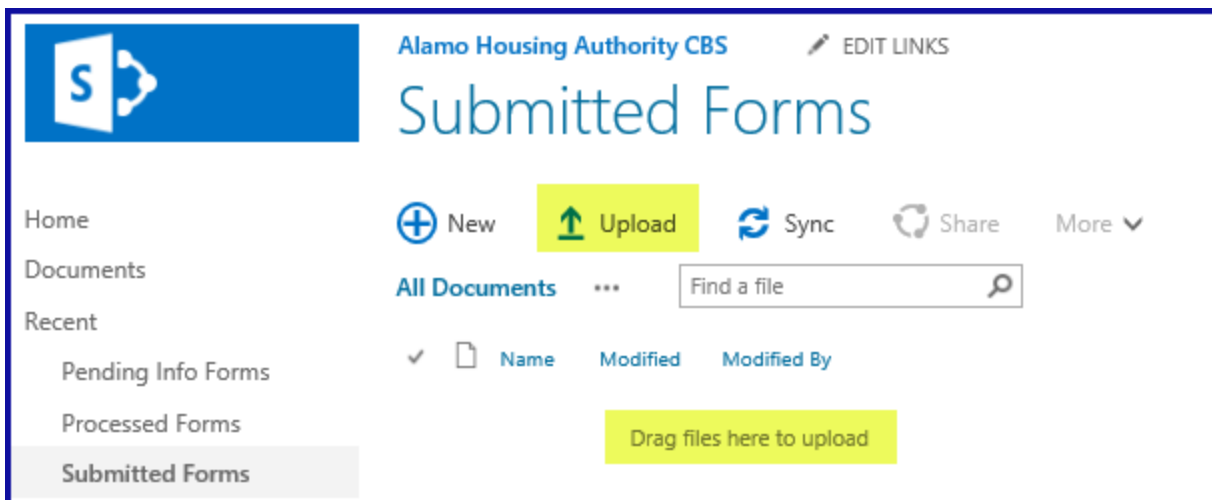 S
Alamo Housing Authority CBS EDIT LINKS
Submitted Forms
Home
Documents
Recent
Pending Info Forms
Processed Forms
Submitted Forms
New Upload Sync Share More
All Documents ... Find a file
Name Modified Modified By
Drag files here to upload